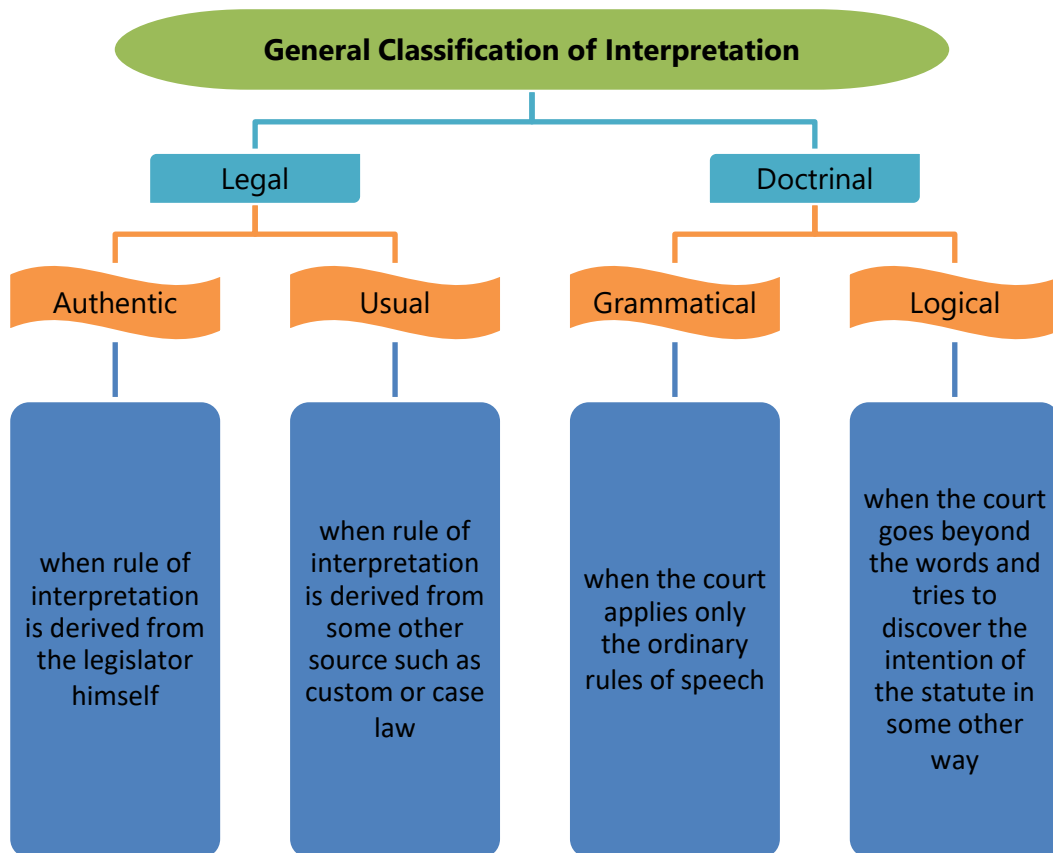 General Classification of Interpretation
Legal
Doctrinal
Authentic
Usual
Grammatical
Logical
when rule of
interpretation
is derived from
the legislator
himself
when rule of
interpretation
is derived from
some other
source such as
custom or case
law
when the court
applies only
the ordinary
rules of speech
when the court
goes beyond
the words and
tries to
discover the
intention of
the statute in
some other
way